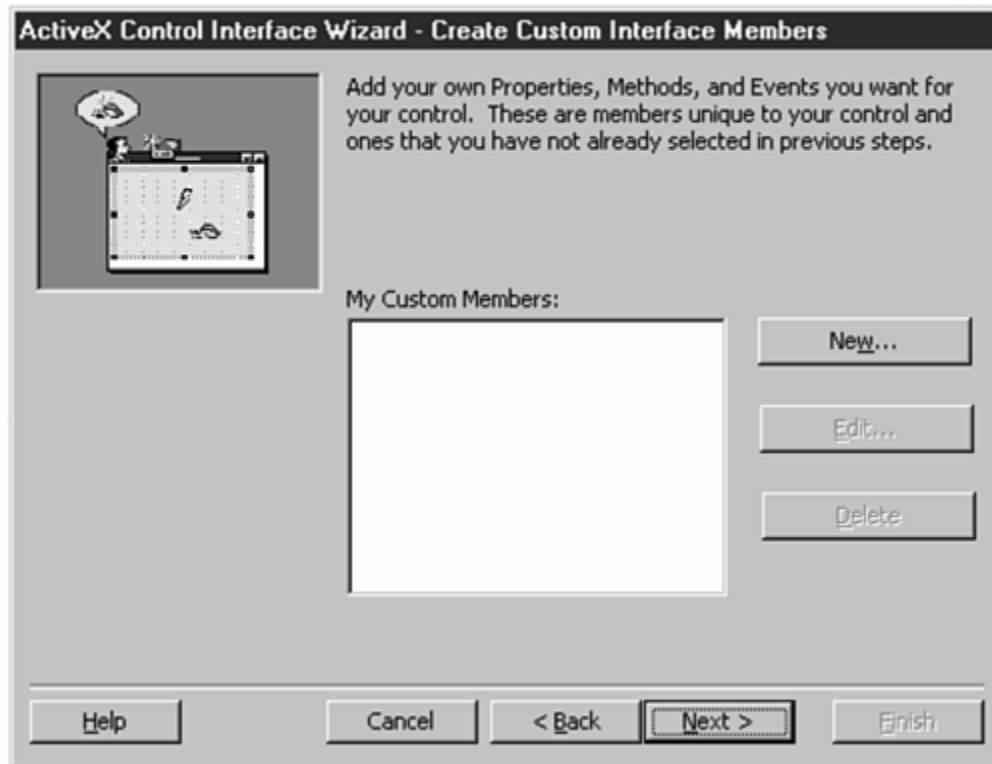 ActiveX Control Interface Wizard - Create Custom Interface Members
Add your own Properties, Methods, and Events you want for
your control. These are members unique to your control and
ones that you have not already selected in previous steps.
My Custom Members:
New...
Edit...
Delete
Help
Cancel
< Back
Next >
Finish